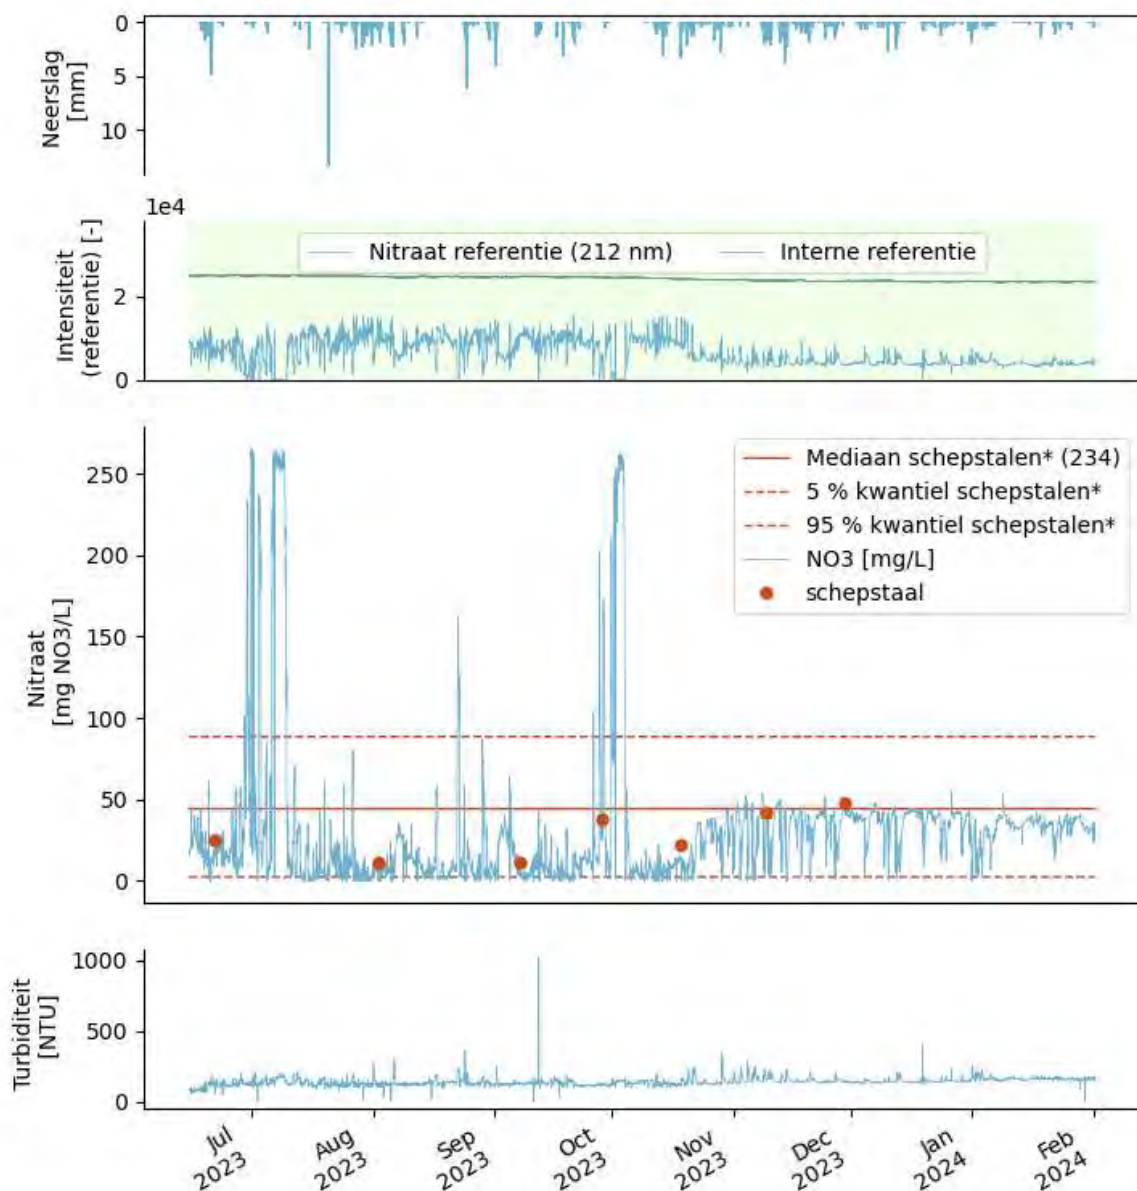 0
5
10
Neerslag
[mm]
1e4
2
0
Intensiteit
(referentie) [-]
Nitraat referentie (212 nm)
Interne referentie
250
200
150
100
50
0
Nitraat
[mg NO3/L]
Mediaan schepstalen* (234)
5 % kwantiel schepstalen*
95 % kwantiel schepstalen*
NO3 [mg/L]
schepstaal
1000
500
0
Turbiditeit
[NTU]
Jul
2023
Aug
2023
Sep
2023
Oct
2023
Nov
2023
Dec
2023
Jan
2024
Feb
2024